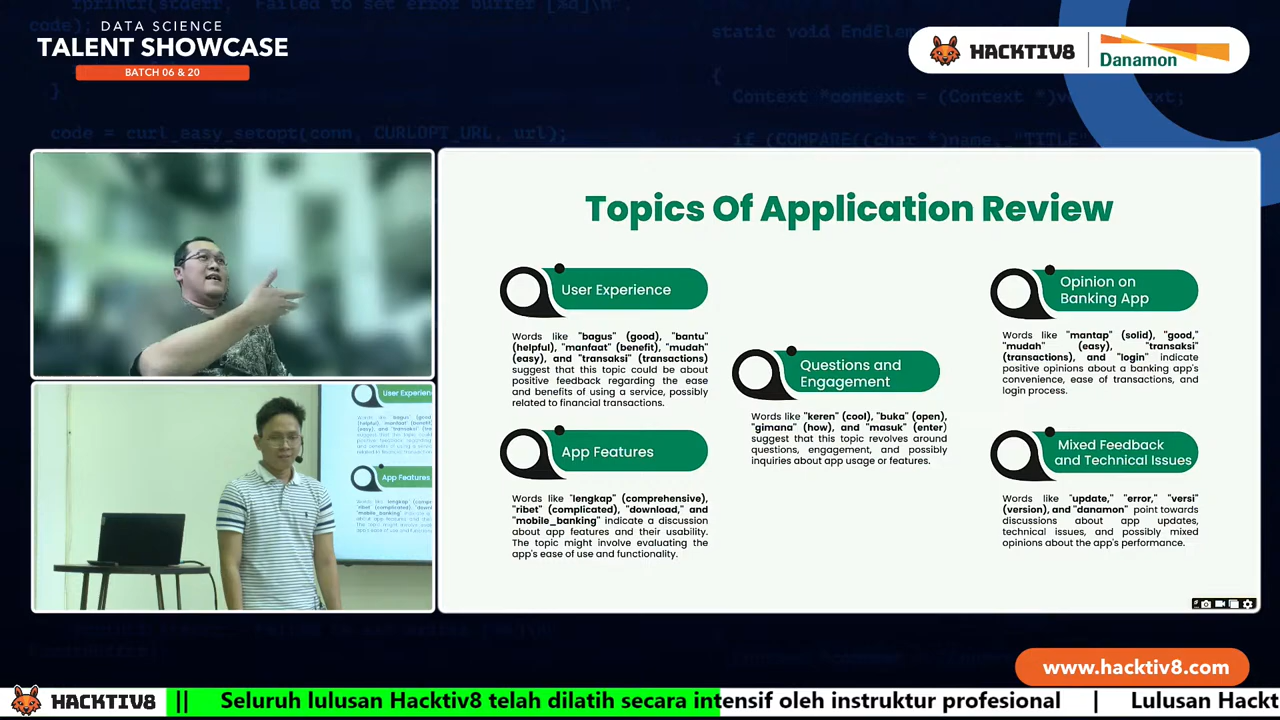 DATA SCIENCE
TALENT SHOWCASE
BATCH 06 & 20
HACKTIV8
Danamon
code = curl_easy_setopt(conn, CURLOPT_URL, url);
Topics Of Application Review
User Experience
Words like "bagus" (good), "bantu"
(helpful), "manfaat" (benefit), "mudah"
(easy), and "transaksi" (transactions)
suggest that this topic could be about
positive feedback regarding the ease
and benefits of using a service, possibly
related to financial transactions.
App Features
Words like "lengkap" (comprehensive),
"ribet" (complicated), "download," and
"mobile_banking" indicate a discussion
about app features and their usability.
The topic might involve evaluating the
app's ease of use and functionality.
Questions and
Engagement
Words like "keren" (cool), "buka" (open),
"gimana" (how), and "masuk" (enter)
suggest that this topic revolves around
questions, engagement, and possibly
inquiries about app usage or features.
Opinion on
Banking App
Words like "mantap" (solid), "good,"
"mudah" (easy), "transaksi"
(transactions), and "login" indicate
positive opinions about a banking app's
convenience, ease of transactions, and
login process.
Mixed Feedback
and Technical Issues
Words like "update," "error," "versi"
(version), and "danamon" point towards
discussions about app updates,
technical issues, and possibly mixed
opinions about the app's performance.
User Experien
App Features
www.hacktiv8.com
HACKTIV8 || Seluruh lulusan Hacktiv8 telah dilatih secara intensif oleh instruktur profesional | Lulusan Hackt